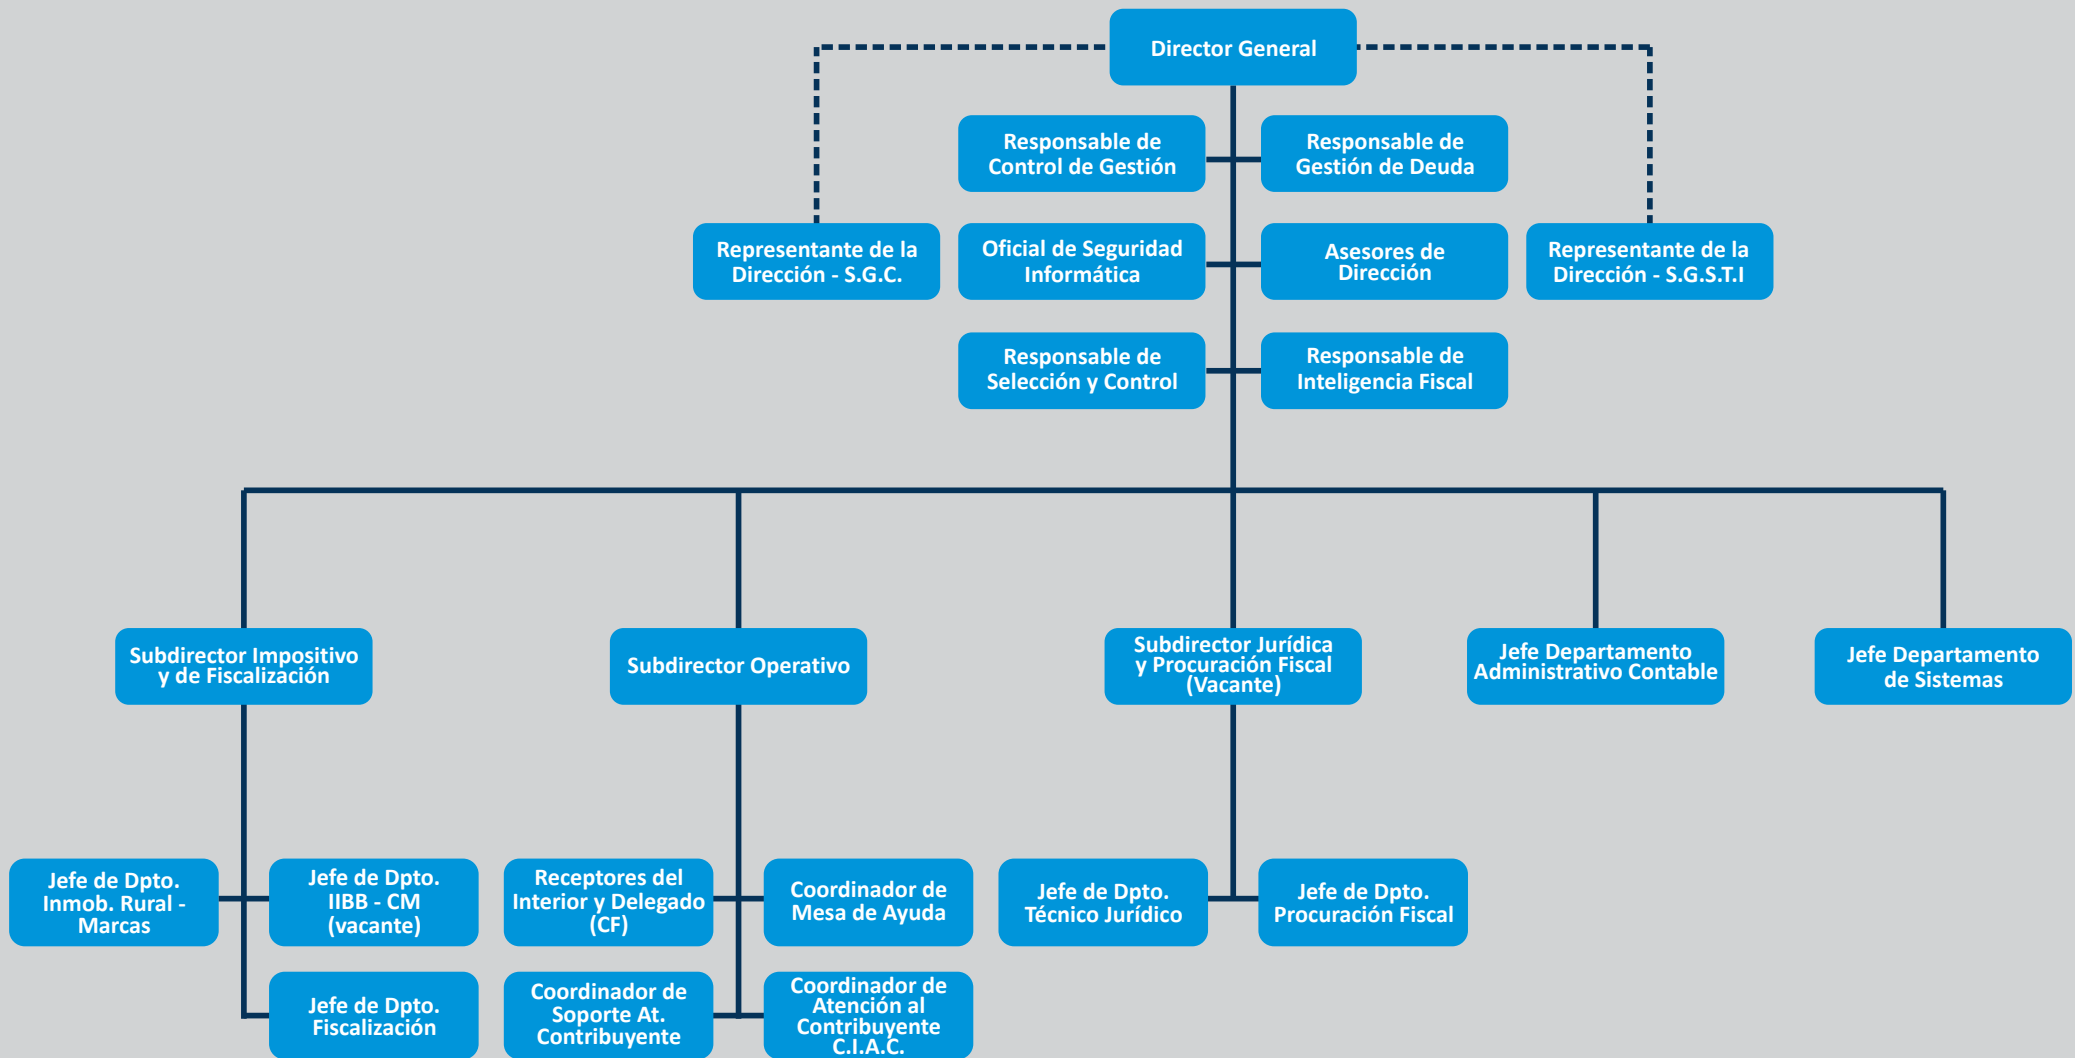 Director General
Responsable de
Control de Gestión
Responsable de
Gestión de Deuda
Representante de la
Dirección - S.G.C.
Oficial de Seguridad
Informática
Asesores de
Dirección
Representante de la
Dirección - S.G.S.T.I
Responsable de
Selección y Control
Responsable de
Inteligencia Fiscal
Subdirector Impositivo
y de Fiscalización
Subdirector Operativo
Subdirector Jurídica
y Procuración Fiscal
(Vacante)
Jefe Departamento
Administrativo Contable
Jefe Departamento
de Sistemas
Jefe de Dpto.
Inmob. Rural -
Marcas
Jefe de Dpto.
IIBB - CM
(vacante)
Receptores del
Interior y Delegado
(CF)
Coordinador de
Mesa de Ayuda
Jefe de Dpto.
Técnico Jurídico
Jefe de Dpto.
Procuración Fiscal
Jefe de Dpto.
Fiscalización
Coordinador de
Soporte At.
Contribuyente
Coordinador de
Atención al
Contribuyente
C.I.A.C.